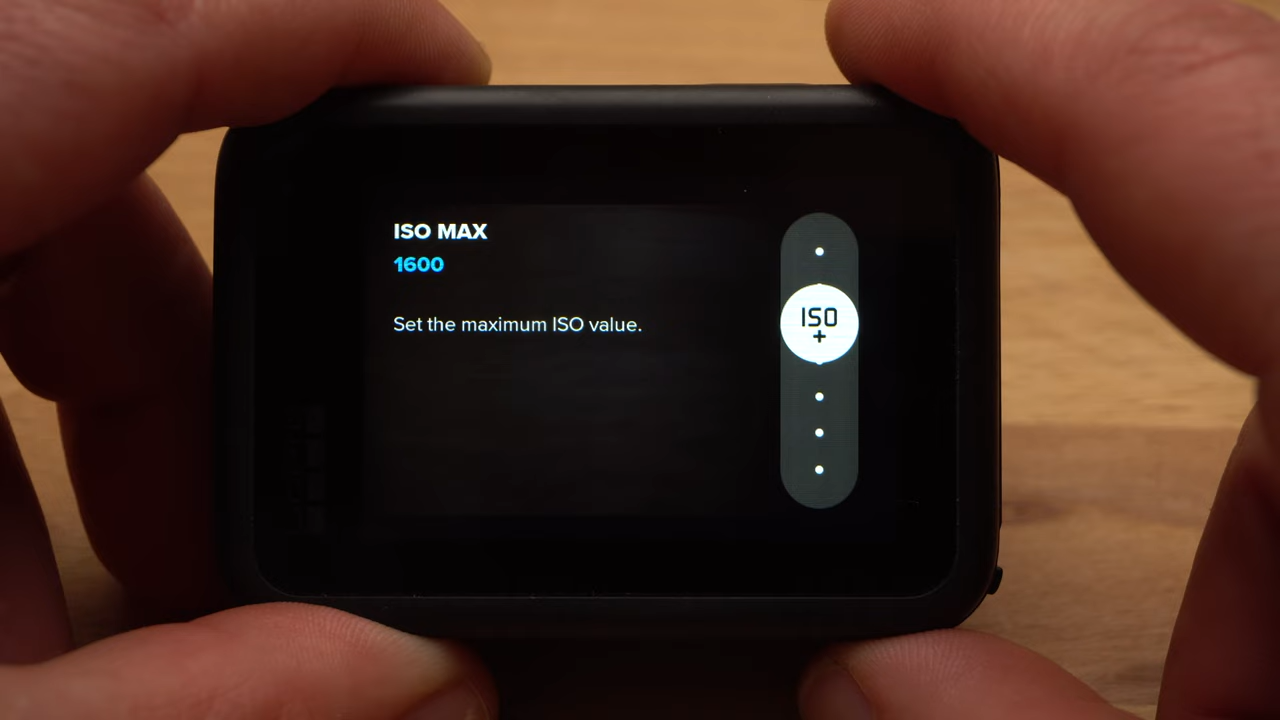 ISO MAX
1600
Set the maximum ISO value.
ISO
+